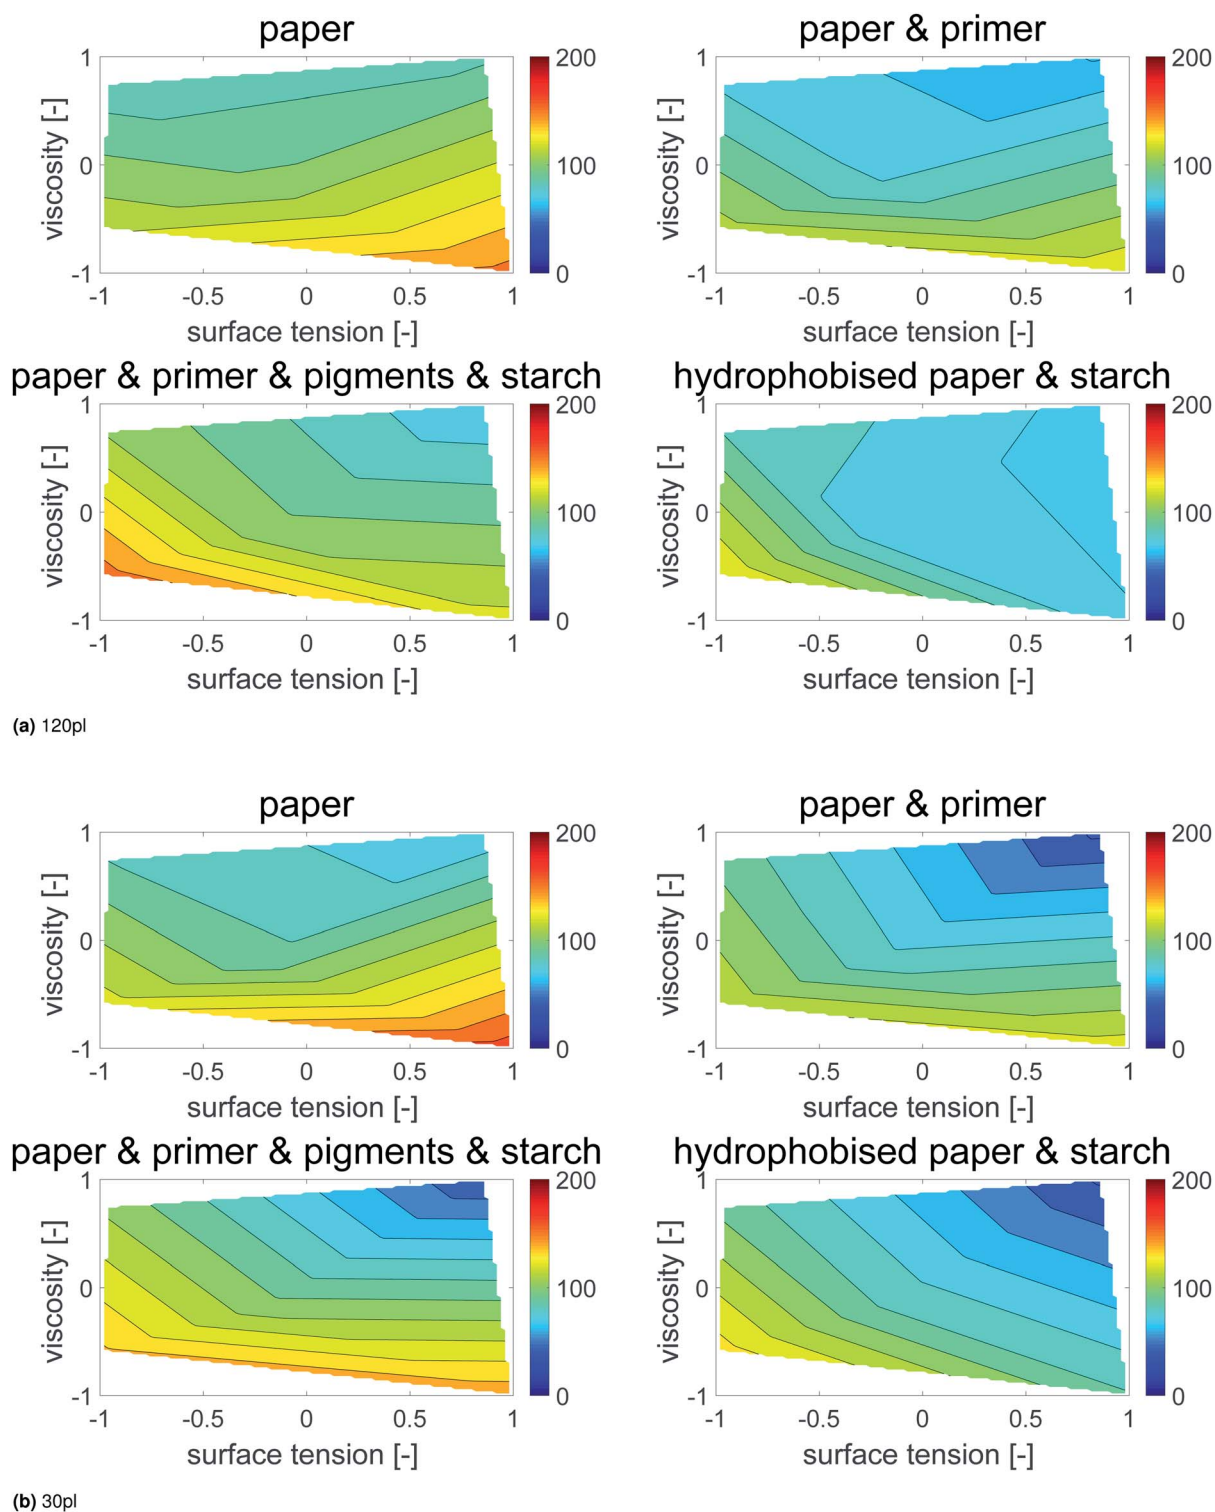 paper
paper & primer
1
0
-1
viscosity [-]
-1 -0.5 0 0.5 1
surface tension [-]
200
100
0
1
0
-1
viscosity [-]
-1 -0.5 0 0.5 1
surface tension [-]
200
100
0
paper & primer & pigments & starch
hydrophobised paper & starch
1
0
-1
viscosity [-]
-1 -0.5 0 0.5 1
surface tension [-]
200
100
0
1
0
-1
viscosity [-]
-1 -0.5 0 0.5 1
surface tension [-]
200
100
0
(a) 120pl
paper
paper & primer
1
0
-1
viscosity [-]
-1 -0.5 0 0.5 1
surface tension [-]
200
100
0
1
0
-1
viscosity [-]
-1 -0.5 0 0.5 1
surface tension [-]
200
100
0
paper & primer & pigments & starch
hydrophobised paper & starch
1
0
-1
viscosity [-]
-1 -0.5 0 0.5 1
surface tension [-]
200
100
0
1
0
-1
viscosity [-]
-1 -0.5 0 0.5 1
surface tension [-]
200
100
0
(b) 30pl